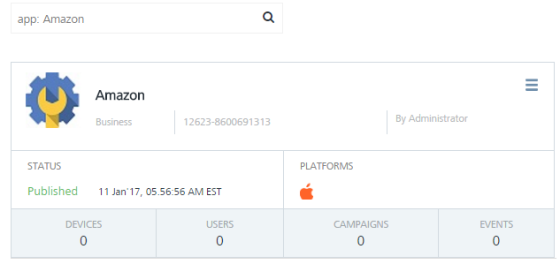 app: Amazon
Amazon
Business 12623-8600691313 By Administrator
STATUS PLATFORMS
Published 11 Jan'17, 05.56:56 AM EST
DEVICES USERS CAMPAIGNS EVENTS
0 0 0 0